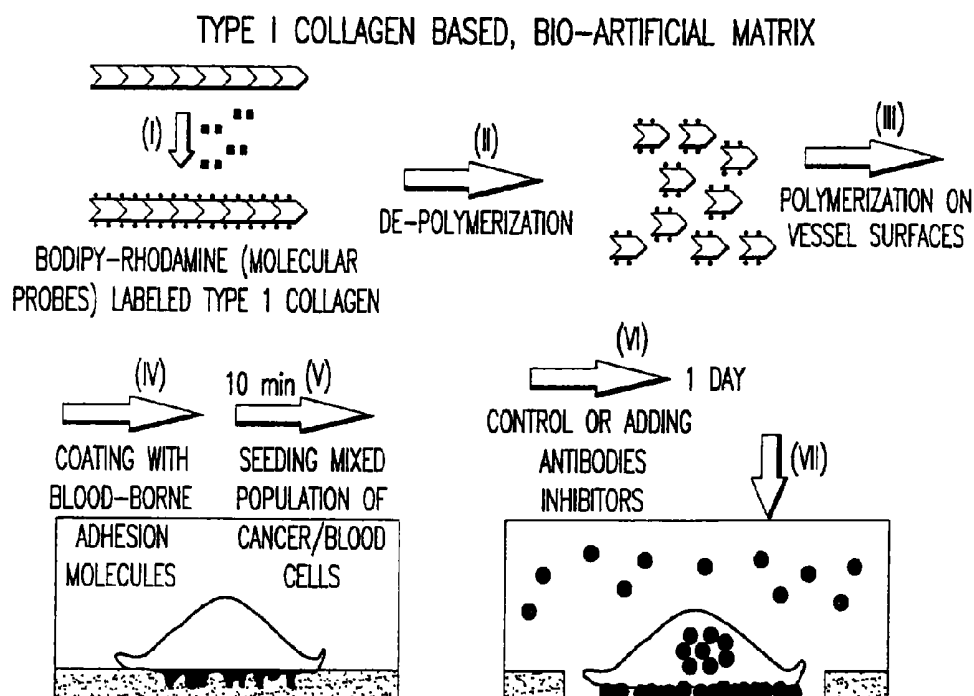 TYPE I COLLAGEN BASED, BIO-ARTIFICIAL MATRIX
(I)
BODIPY-RHODAMINE (MOLECULAR
PROBES) LABELED TYPE 1 COLLAGEN
(II)
DE-POLYMERIZATION
(III)
POLYMERIZATION ON
VESSEL SURFACES
(IV)
COATING WITH
BLOOD-BORNE
ADHESION
MOLECULES
10 min (V)
SEEDING MIXED
POPULATION OF
CANCER/BLOOD
CELLS
(VI)
1 DAY
CONTROL OR ADDING
ANTIBODIES
INHIBITORS
(VII)